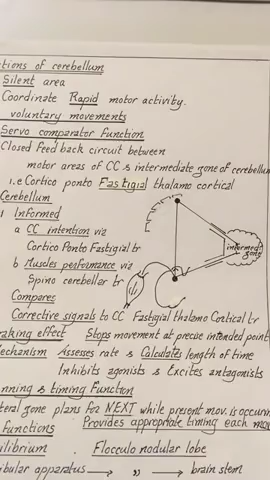 ctions of cerebellum
Silent area
Coordinate Rapid motor activity.
voluntary movements
Servo comparator function
Closed feed back circuit between
motor areas of CC & intermediate zone of cerebellum
i.e Cortico ponto Fastigial thalamo cortical
Cerebellum
1 Informed
a CC intention via
Cortico Ponto Fastigial tr
intermed.
zone
b Muscles performance via
Spino cerebellar tr
Compares
Corrective signals to CC Fastigial thalamo Cortical tr
raking effect Stops movement at precise intended point
echanism Assesses rate & Calculates length of time
Inhibits agonists & Excites antagonists
nning & timing Function
teral zone plans for NEXT while present mov. is occurin
Functions Provides appropriate timing each mov
ilibrium. Flocculo nodular lobe
ibular apparatus → " → brain stem